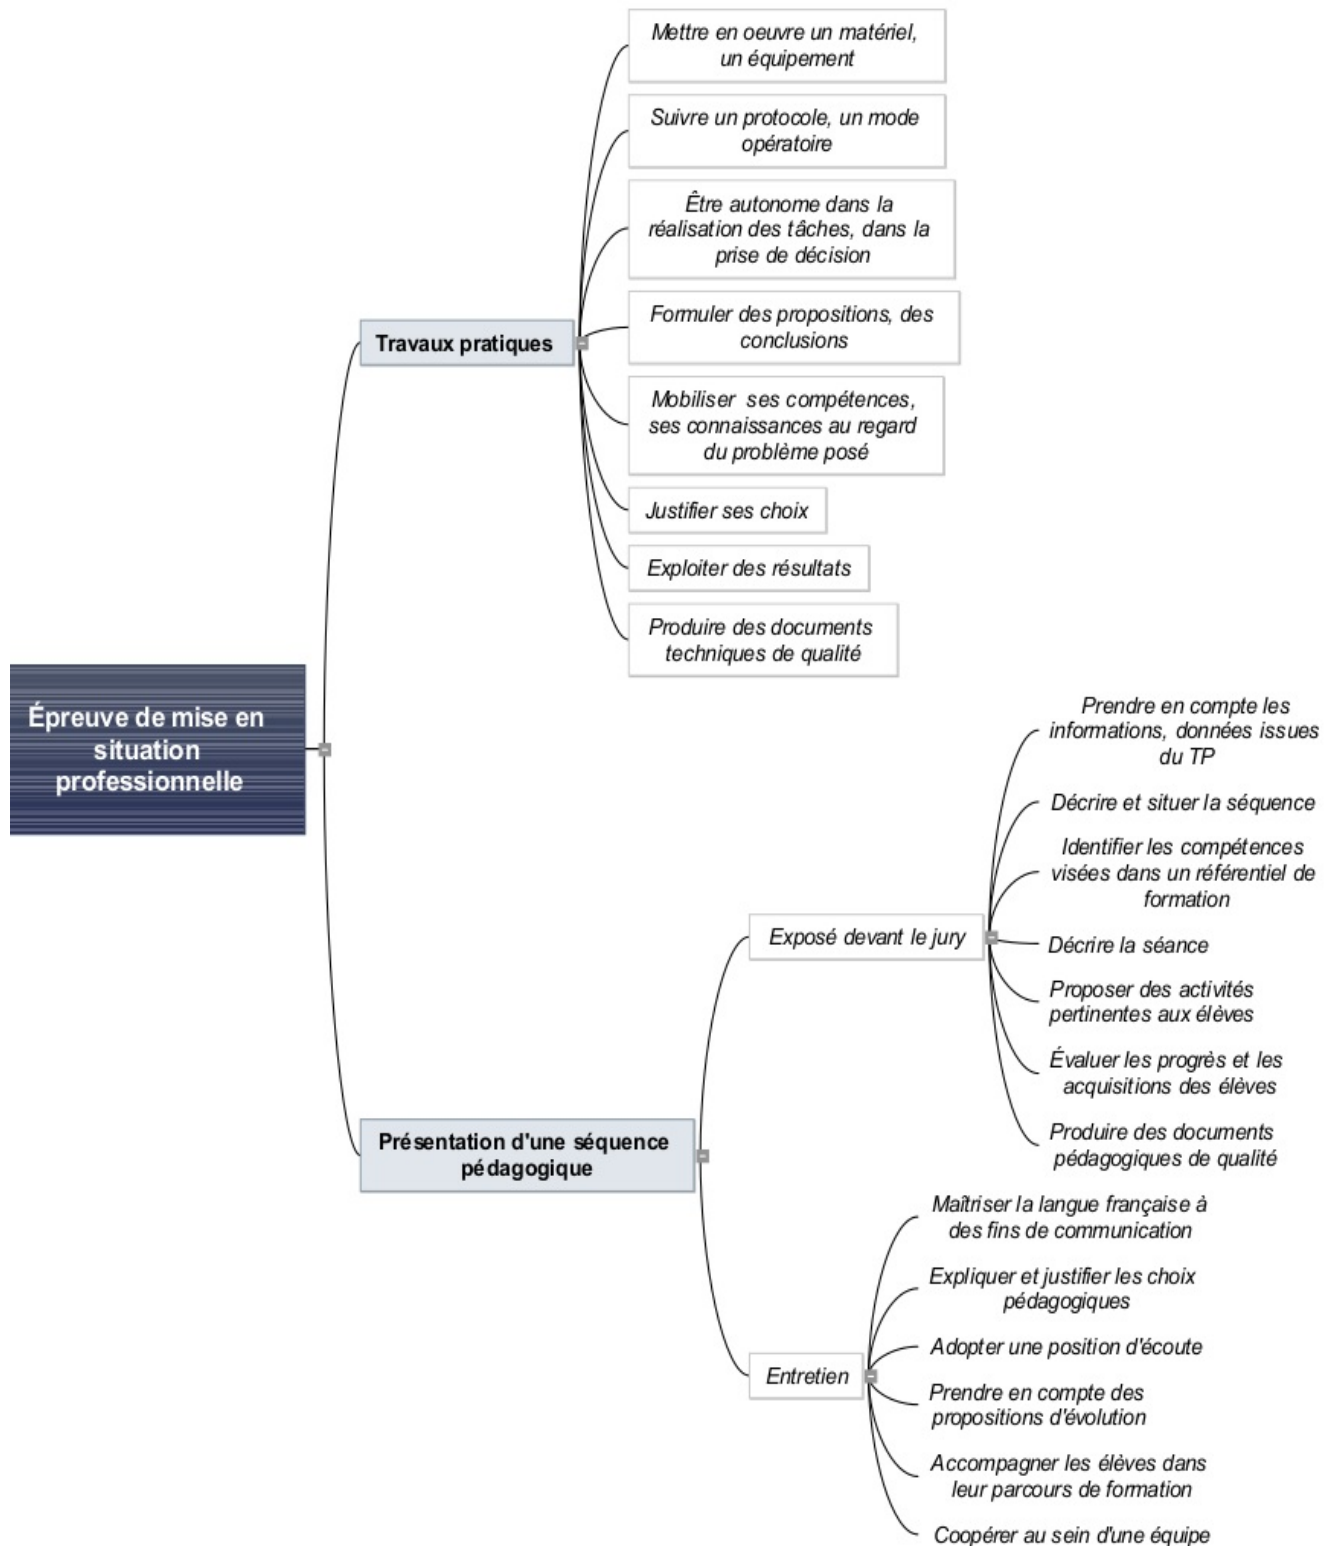 Mettre en oeuvre un matériel,
un équipement
Suivre un protocole, un mode
opératoire
Être autonome dans la
réalisation des tâches, dans la
prise de décision
Formuler des propositions, des
conclusions
Travaux pratiques
Mobiliser ses compétences,
ses connaissances au regard
du problème posé
Justifier ses choix
Exploiter des résultats
Produire des documents
techniques de qualité
Épreuve de mise en
situation
professionnelle
Prendre en compte les
informations, données issues
du TP
Décrire et situer la séquence
Identifier les compétences
visées dans un référentiel de
formation
Exposé devant le jury
Décrire la séance
Proposer des activités
pertinentes aux élèves
Évaluer les progrès et les
acquisitions des élèves
Produire des documents
pédagogiques de qualité
Présentation d'une séquence
pédagogique
Maîtriser la langue française à
des fins de communication
Expliquer et justifier les choix
pédagogiques
Adopter une position d'écoute
Entretien
Prendre en compte des
propositions d'évolution
Accompagner les élèves dans
leur parcours de formation
Coopérer au sein d'une équipe